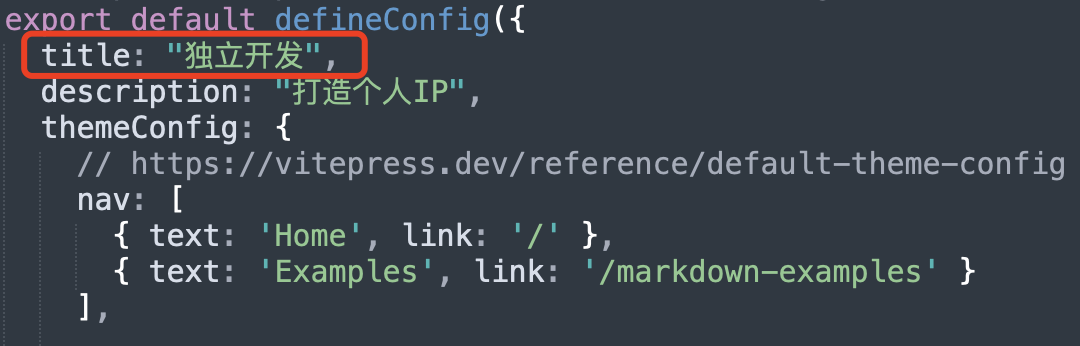 export default defineConfig({
title: "独立开发",
description: "打造个人IP",
themeConfig: {
// https://vitepress.dev/reference/default-theme-config
nav: [
{ text: 'Home', link: '/' },
{ text: 'Examples', link: '/markdown-examples' }
],